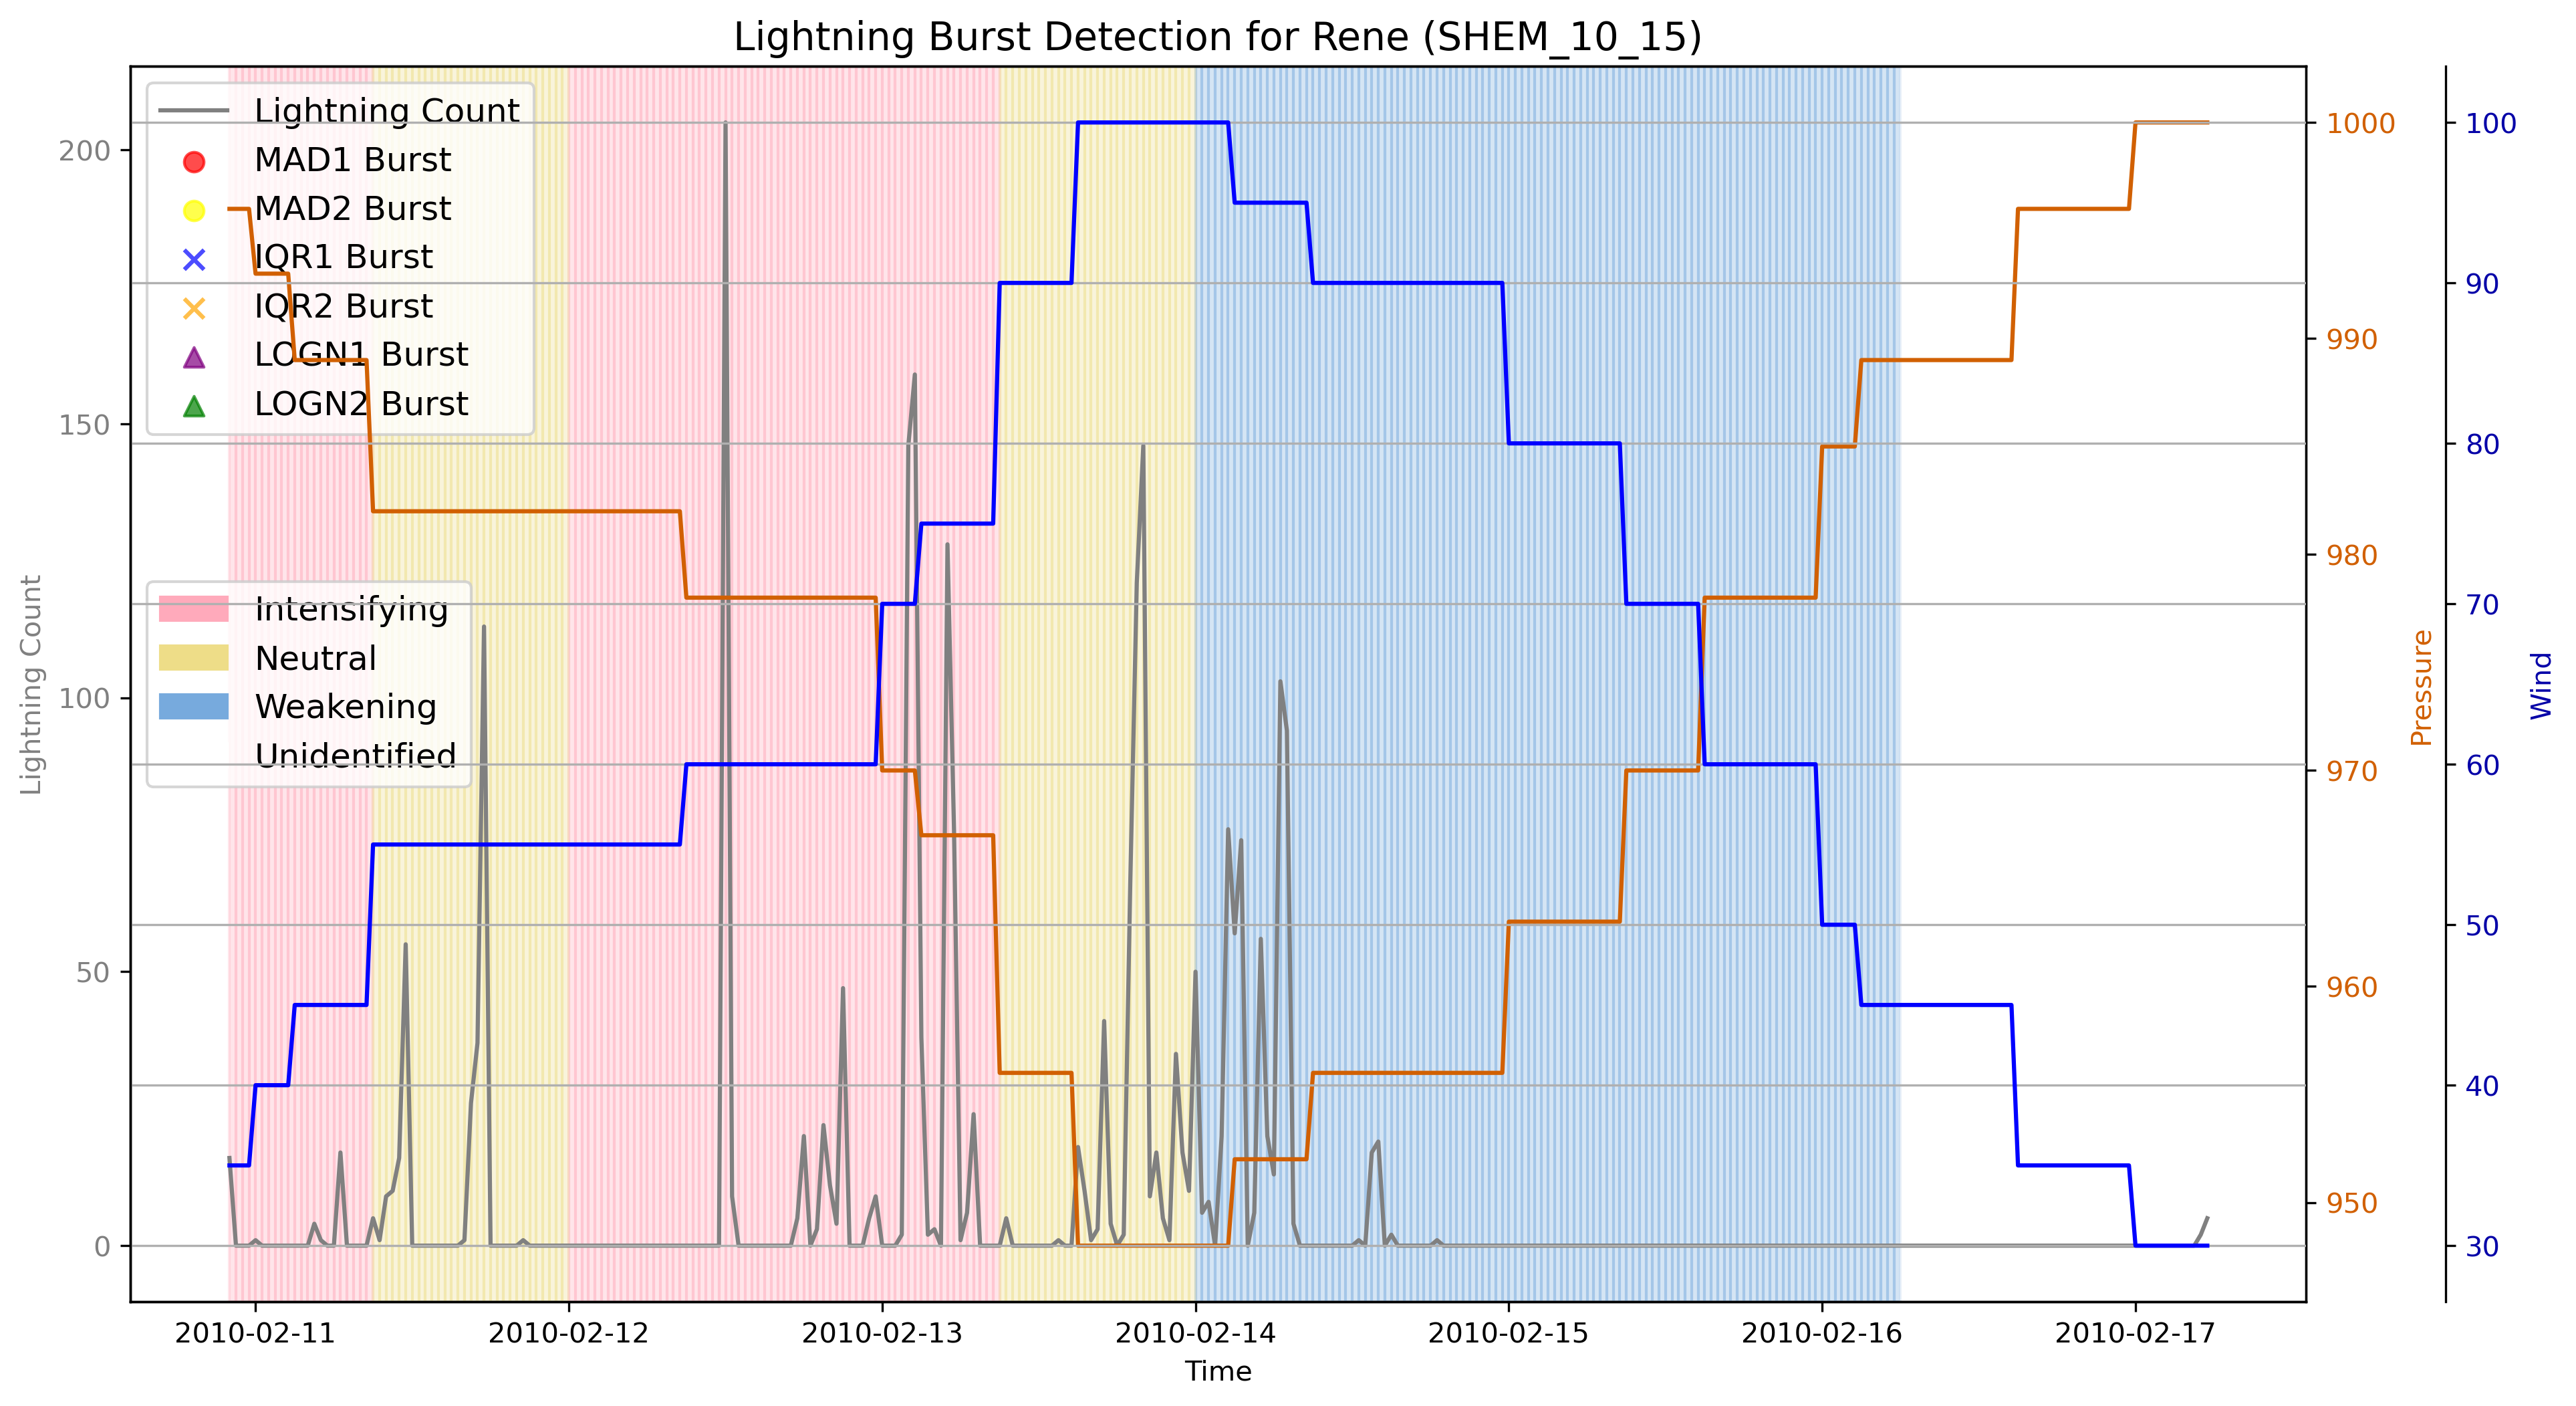 Lightning Burst Detection for Rene (SHEM_10_15)
Lightning Count
MAD1 Burst
MAD2 Burst
IQR1 Burst
IQR2 Burst
LOGN1 Burst
LOGN2 Burst
Intensifying
Neutral
Weakening
Unidentified
Lightning Count
200
150
100
50
0
1000
990
980
970
960
950
Pressure
100
90
80
70
60
50
40
30
Wind
2010-02-11
2010-02-12
2010-02-13
2010-02-14
2010-02-15
2010-02-16
2010-02-17
Time